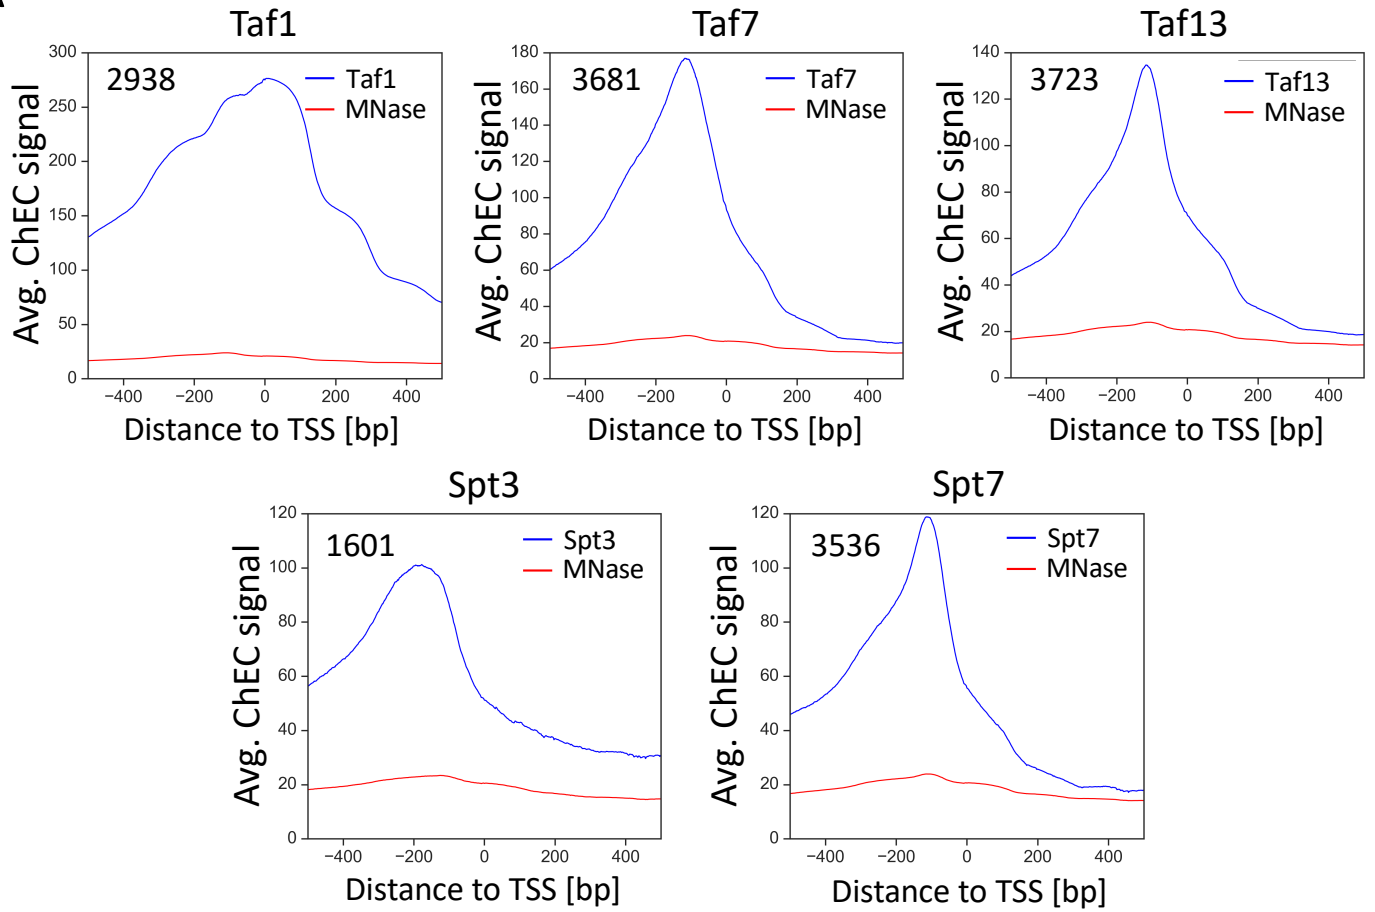 Taf1
Avg. ChEC signal
300
250
200
150
100
50
0
2938
Taf1
MNase
−400 −200 0 200 400
Distance to TSS [bp]
Taf7
Avg. ChEC signal
180
160
140
120
100
80
60
40
20
0
3681
Taf7
MNase
−400 −200 0 200 400
Distance to TSS [bp]
Taf13
Avg. ChEC signal
140
120
100
80
60
40
20
0
3723
Taf13
MNase
−400 −200 0 200 400
Distance to TSS [bp]
Spt3
Avg. ChEC signal
120
100
80
60
40
20
0
1601
Spt3
MNase
−400 −200 0 200 400
Distance to TSS [bp]
Spt7
Avg. ChEC signal
120
100
80
60
40
20
0
3536
Spt7
MNase
−400 −200 0 200 400
Distance to TSS [bp]